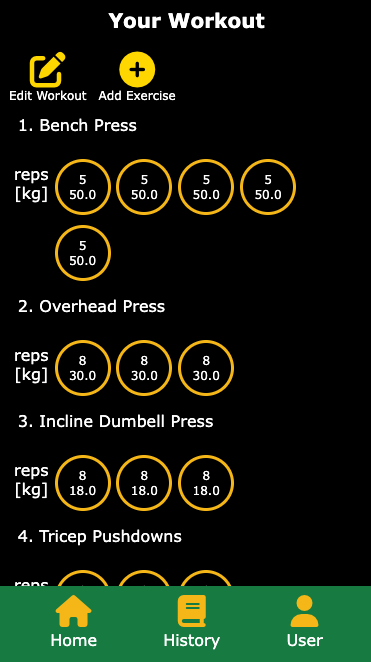 Your Workout
Edit Workout Add Exercise
1. Bench Press
reps 5 5 5 5
[kg] 50.0 50.0 50.0 50.0
5
50.0
2. Overhead Press
reps 8 8 8
[kg] 30.0 30.0 30.0
3. Incline Dumbell Press
reps 8 8 8
[kg] 18.0 18.0 18.0
4. Tricep Pushdowns
reps
Home History User